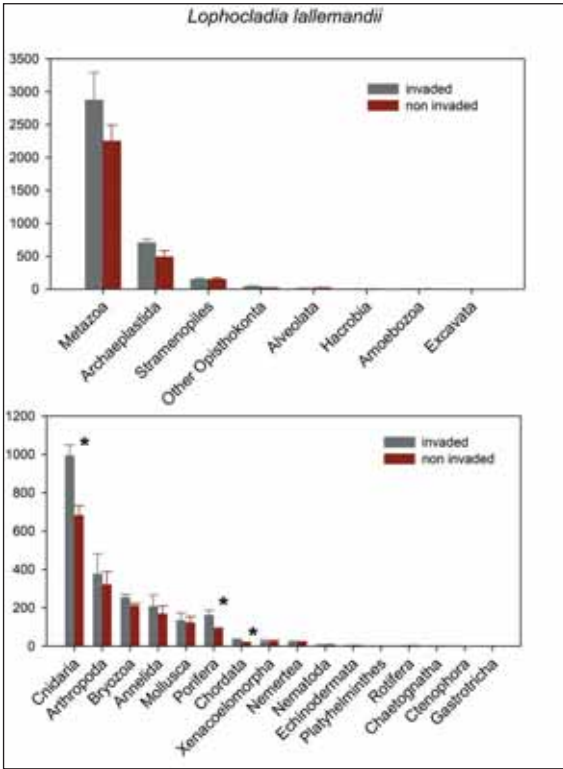 Lophocladia lallemandii
3500
3000
2500
2000
1500
1000
500
0
invaded
non invaded
Metazoa
Archaeplastida
Stramenopiles
Other Opisthokonta
Alveolata
Hacrobia
Amoebozoa
Excavata
1200
1000
800
600
400
200
0
invaded
non invaded
*
*
*
Cnidaria
Arthropoda
Bryozoa
Annelida
Mollusca
Porifera
Chordata
Xenacoelomorpha
Nemertea
Nematoda
Echinodermata
Platyhelminthes
Rotifera
Chaetognatha
Ctenophora
Gastrotricha